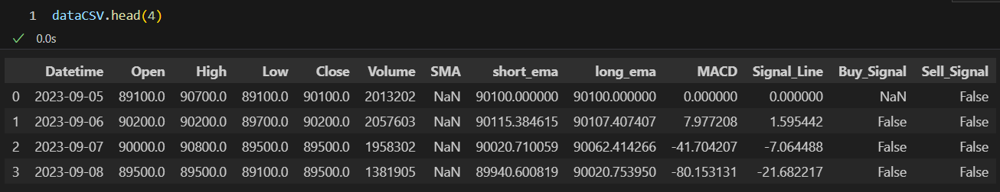 1 dataCSV.head(4)
0.0s
Datetime Open High Low Close Volume SMA short_ema long_ema MACD Signal_Line Buy_Signal Sell_Signal
0 2023-09-05 89100.0 90700.0 89100.0 90100.0 2013202 NaN 90100.000000 90100.000000 0.000000 0.000000 NaN False
1 2023-09-06 90200.0 90200.0 89700.0 90200.0 2057603 NaN 90115.384615 90107.407407 7.977208 1.595442 False False
2 2023-09-07 90000.0 90800.0 89500.0 89500.0 1958302 NaN 90020.710059 90062.414266 -41.704207 -7.064488 False False
3 2023-09-08 89500.0 89500.0 89100.0 89500.0 1381905 NaN 89940.600819 90020.753950 -80.153131 -21.682217 False False